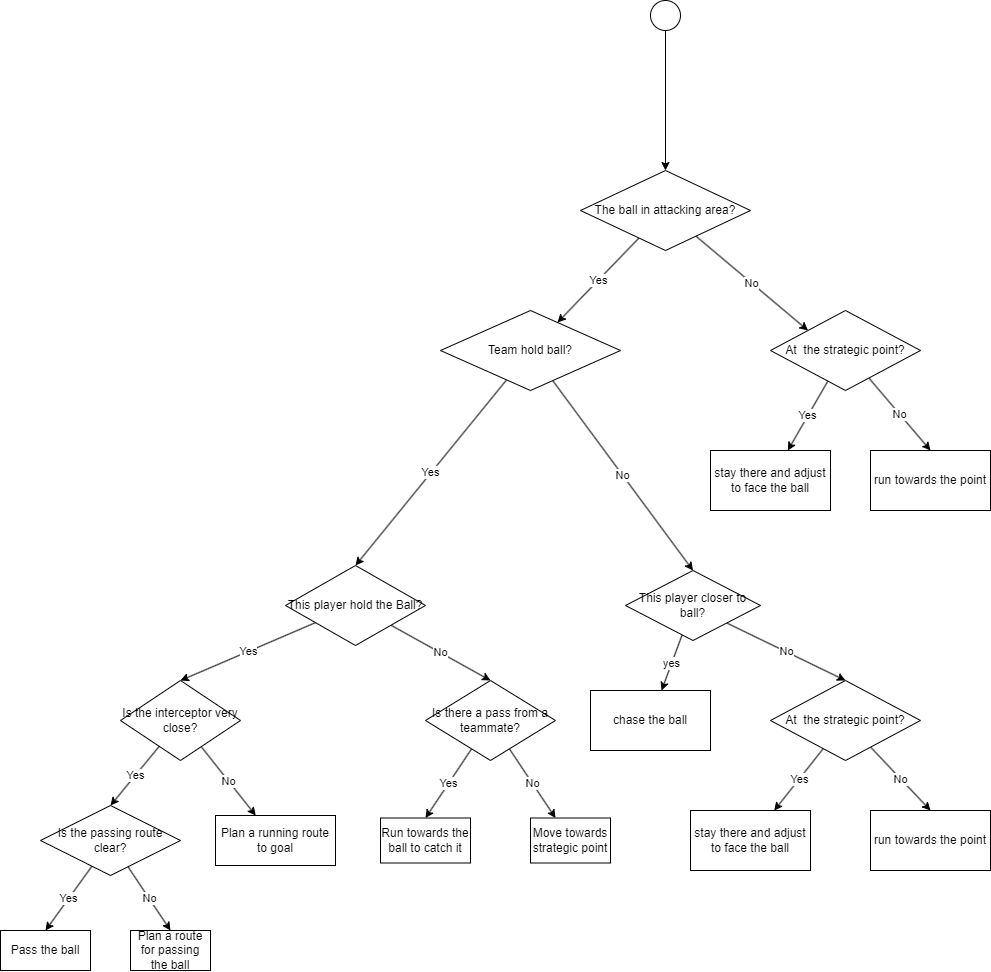 The ball in attacking area?
Yes
No
Team hold ball?
At  the strategic point?
Yes
No
Yes
No
stay there and adjust
to face the ball
run towards the point
This player hold the Ball?
This player closer to
ball?
Yes
No
yes
No
Is the interceptor very
close?
Is there a pass from a
teammate?
chase the ball
At  the strategic point?
Yes
No
Yes
No
Yes
No
Is the passing route
clear?
Plan a running route
to goal
Run towards the
ball to catch it
Move towards
strategic point
stay there and adjust
to face the ball
run towards the point
Yes
No
Pass the ball
Plan a route
for passing
the ball